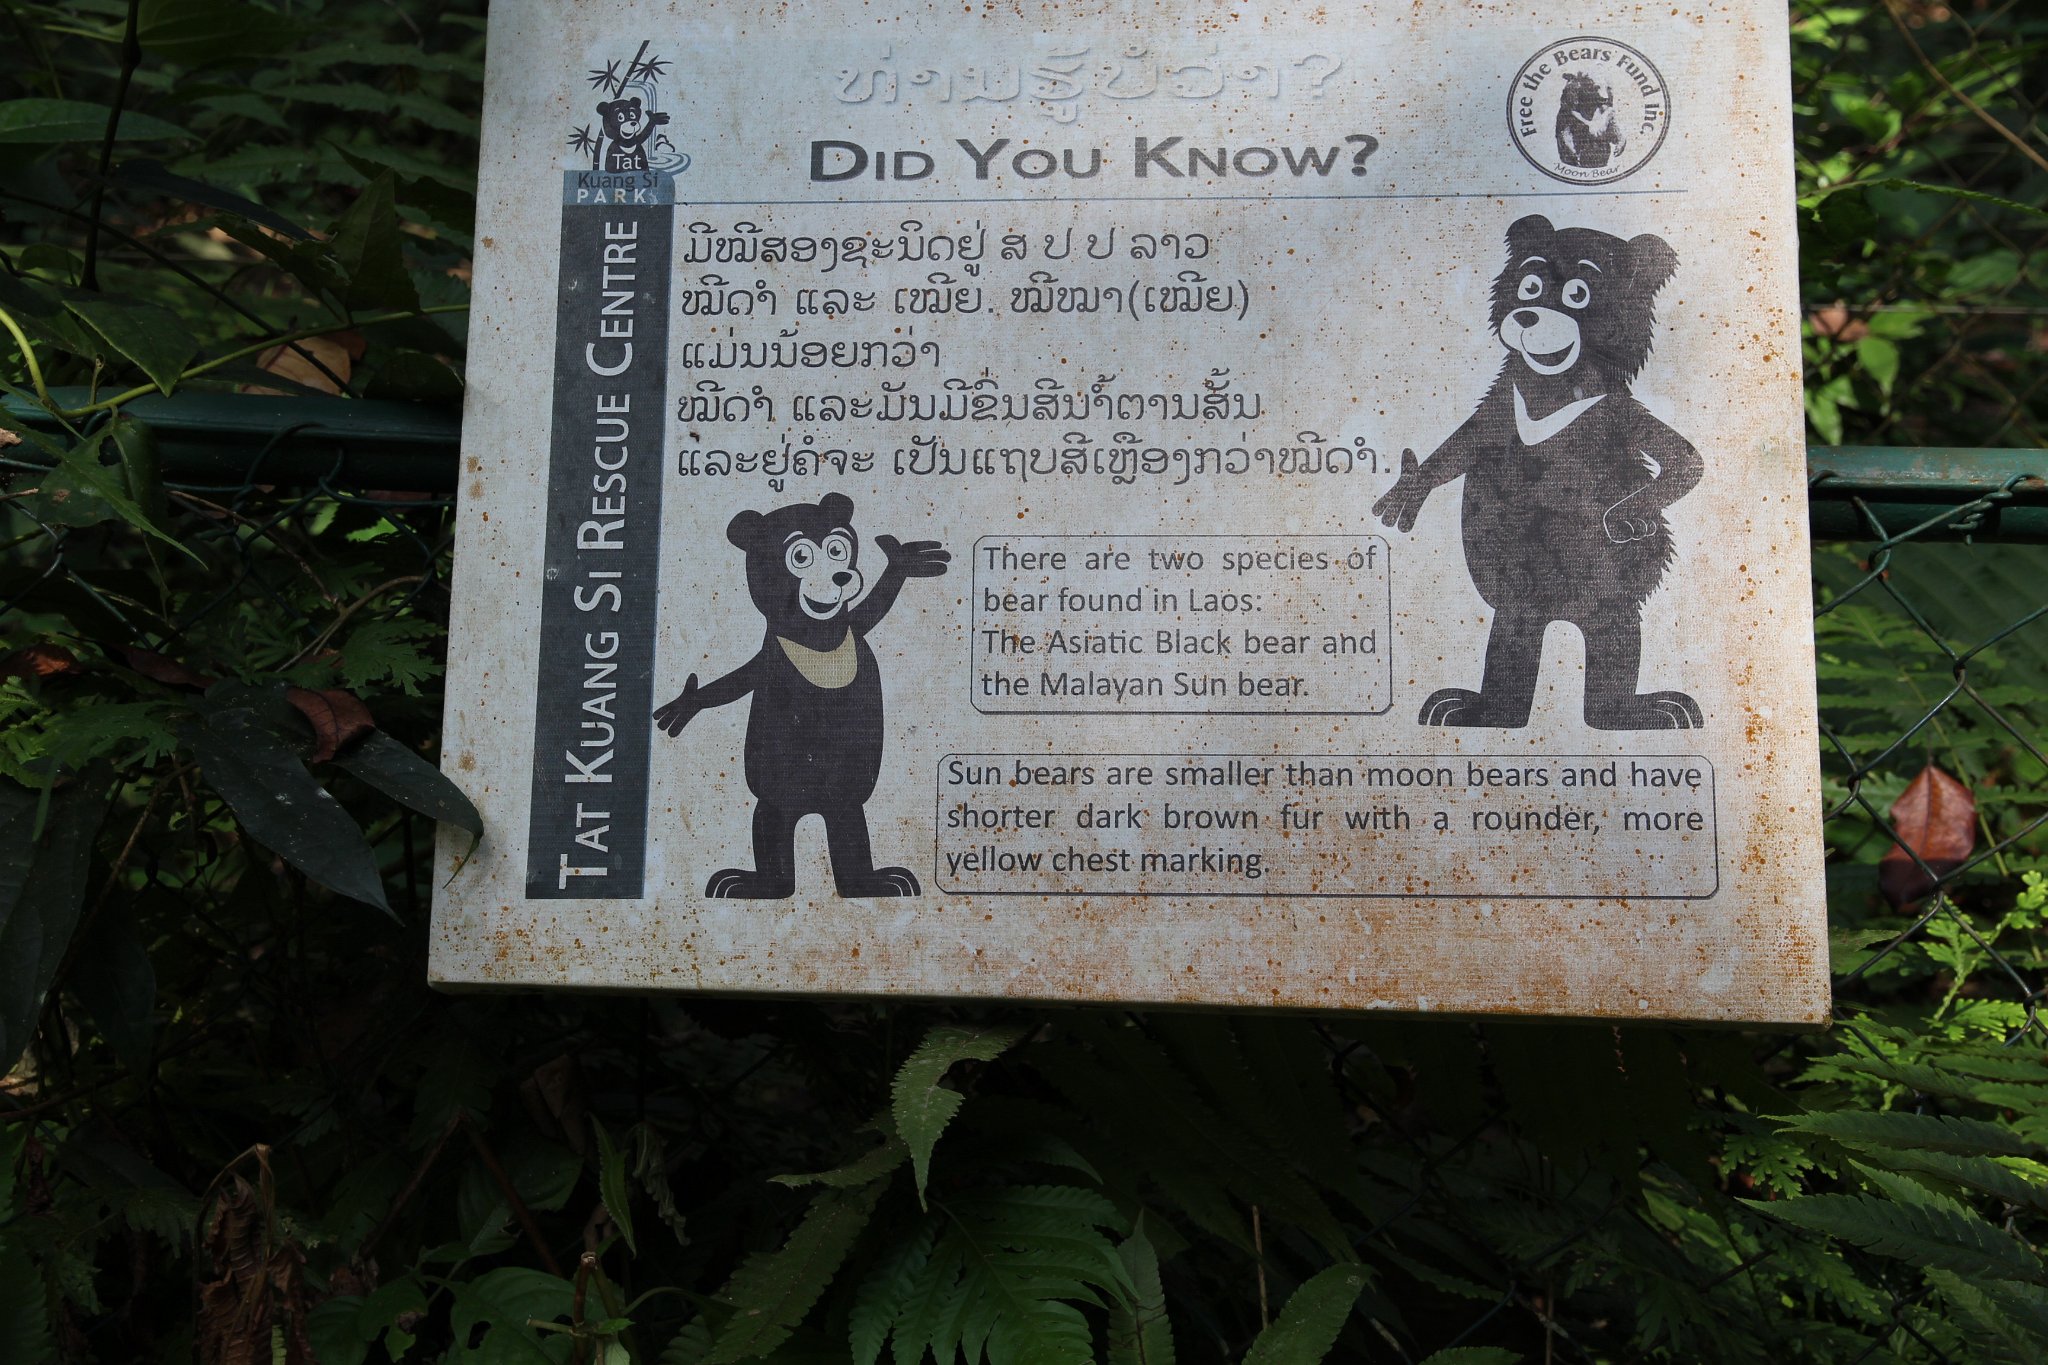 ທ່ານຮູ້ບໍ່ວ່າ?
DID YOU KNOW?
Free the Bears Fund Inc.
Moon Bear
Tat
Kuang Si
PARK
TAT KUANG SI RESCUE CENTRE
ມີໝີສອງຊະນິດຢູ່ ສ ປ ປ ລາວ
ໝີດຳ ແລະ ເໝີຍ. ໝີໝາ(ເໝີຍ)
ແມ່ນນ້ອຍກວ່າ
ໝີດຳ ແລະມັນມີຂົ່ນສີນ້ຳຕານສັ້ນ
ແລະຢູ່ຄໍຈະ ເປັນແຖບສີເຫຼືອງກວ່າໝີດຳ.
There are two species of
bear found in Laos:
The Asiatic Black bear and
the Malayan Sun bear.
Sun bears are smaller than moon bears and have
shorter dark brown fur with a rounder, more
yellow chest marking.